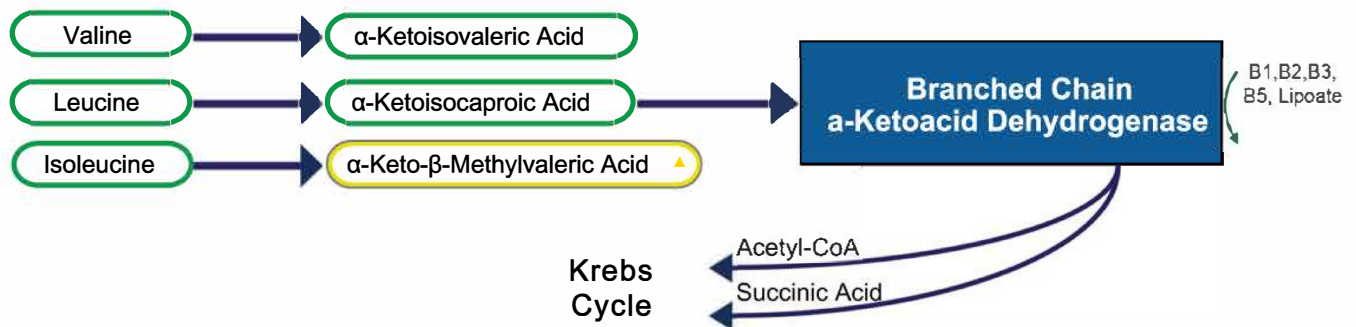 Valine
α-Ketoisovaleric Acid
Leucine
α-Ketoisocaproic Acid
Isoleucine
α-Keto-β-Methylvaleric Acid
Branched Chain
a-Ketoacid Dehydrogenase
B1,B2,B3,
B5, Lipoate
Acetyl-CoA
Succinic Acid
Krebs
Cycle